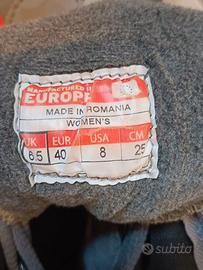 MANUFACTURED IN
EUROPE
MADE IN ROMANIA
WOMEN'S
UK EUR USA CM
6.5 40 8 25
subito